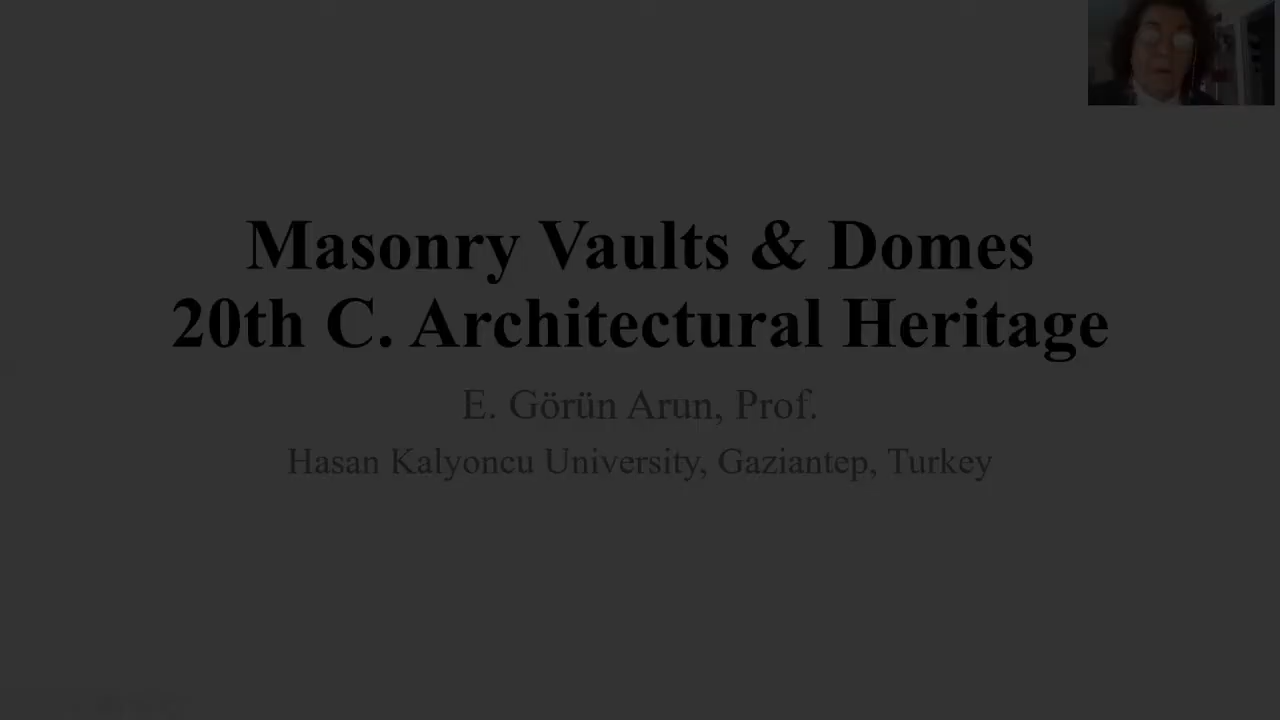 Masonry Vaults & Domes
20th C. Architectural Heritage
E. Görün Arun, Prof.
Hasan Kalyoncu University, Gaziantep, Turkey